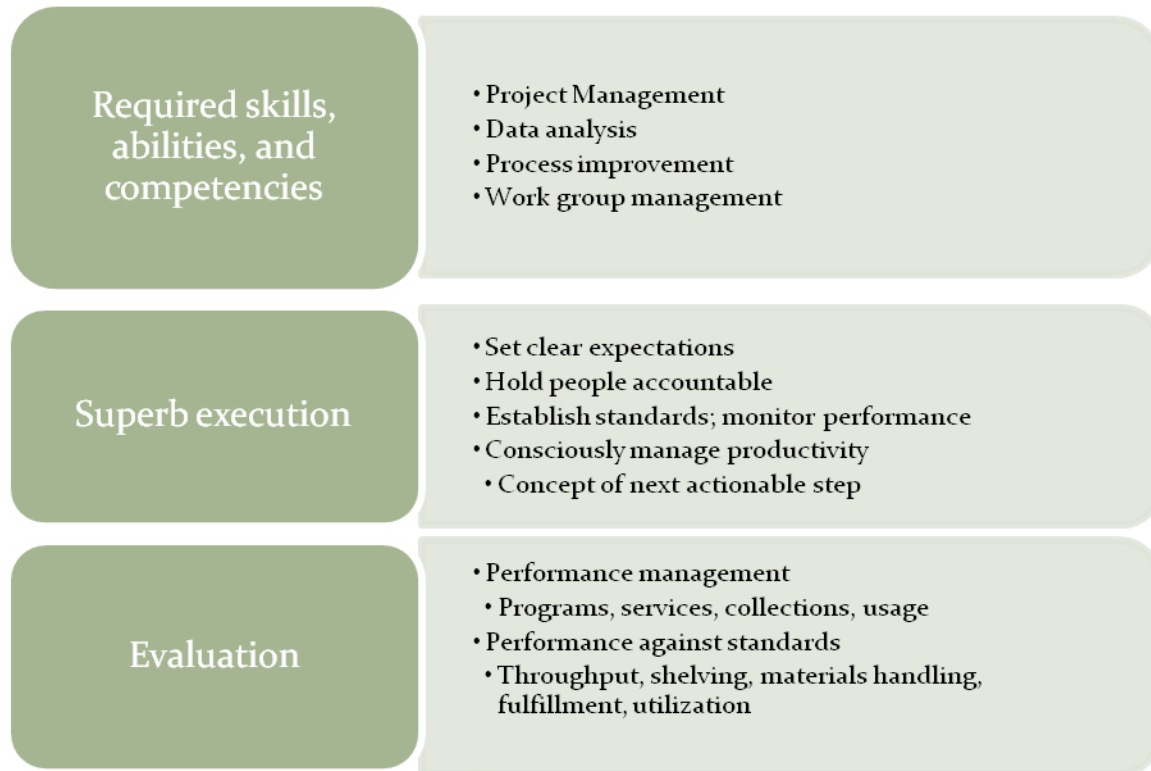 Required skills,
abilities, and
competencies
• Project Management
• Data analysis
• Process improvement
• Work group management
Superb execution
• Set clear expectations
• Hold people accountable
• Establish standards; monitor performance
• Consciously manage productivity
• Concept of next actionable step
Evaluation
• Performance management
• Programs, services, collections, usage
• Performance against standards
• Throughput, shelving, materials handling,
fulfillment, utilization